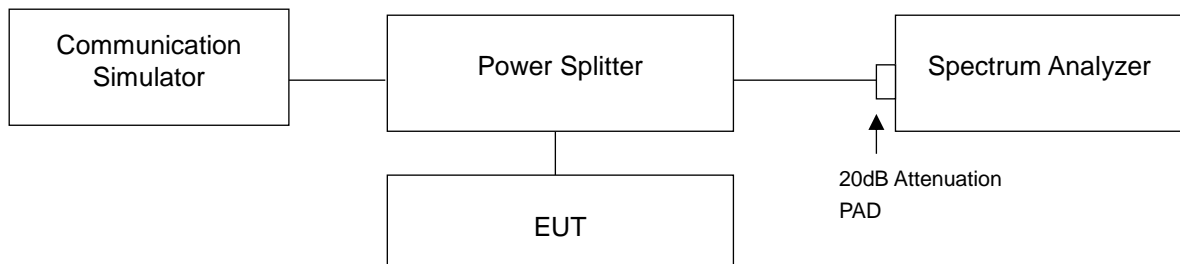 Communication
Simulator
Power Splitter
Spectrum Analyzer
20dB Attenuation
PAD
EUT